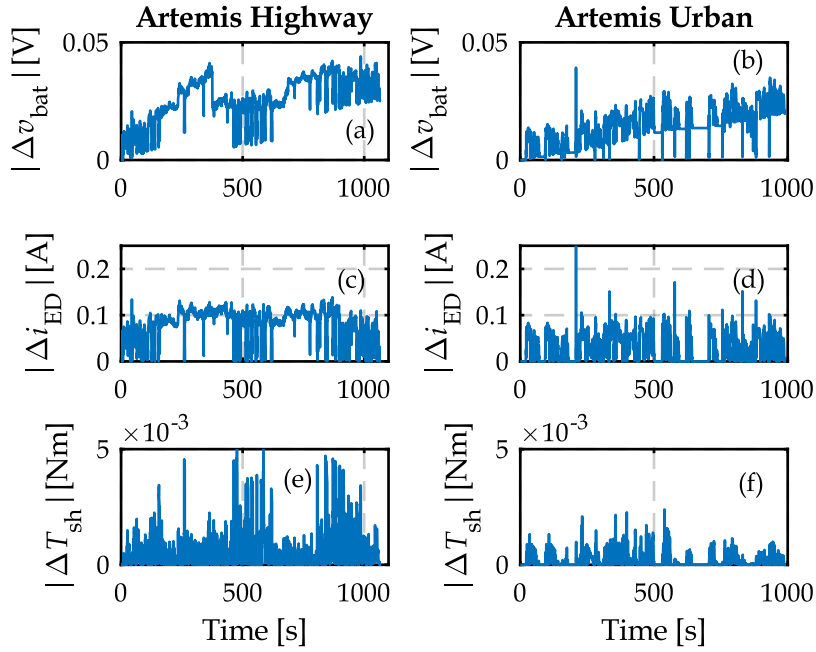 Artemis Highway Artemis Urban
0.05 0.05
|Δv_bat| [V] |Δv_bat| [V]
(a) (b)
0 0
0 500 1000 0 500 1000
0.2 0.2
|Δi_ED| [A] |Δi_ED| [A]
(c) (d)
0.1 0.1
0 0
0 500 1000 0 500 1000
×10^-3 ×10^-3
5 5
|ΔT_sh| [Nm] |ΔT_sh| [Nm]
(e) (f)
0 0
0 500 1000 0 500 1000
Time [s] Time [s]